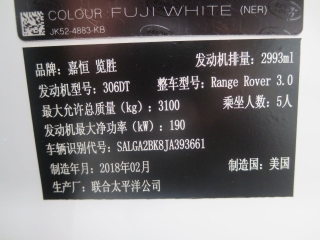 COLOUR FUJI WHITE (NER)
JK52-4883-KB
品牌：嘉恒 览胜 发动机排量：2993ml
发动机型号：306DT 整车型号：Range Rover 3.0
最大允许总质量（kg）：3100 乘坐人数：5人
发动机最大净功率（kW）：190
车辆识别代号：SALGA2BK8JA393661
制造年月：2018年02月 制造国：美国
生产厂：联合太平洋公司